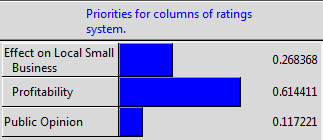 Priorities for columns of ratings
system.
Effect on Local Small
Business
0.268368
Profitability
0.614411
Public Opinion
0.117221